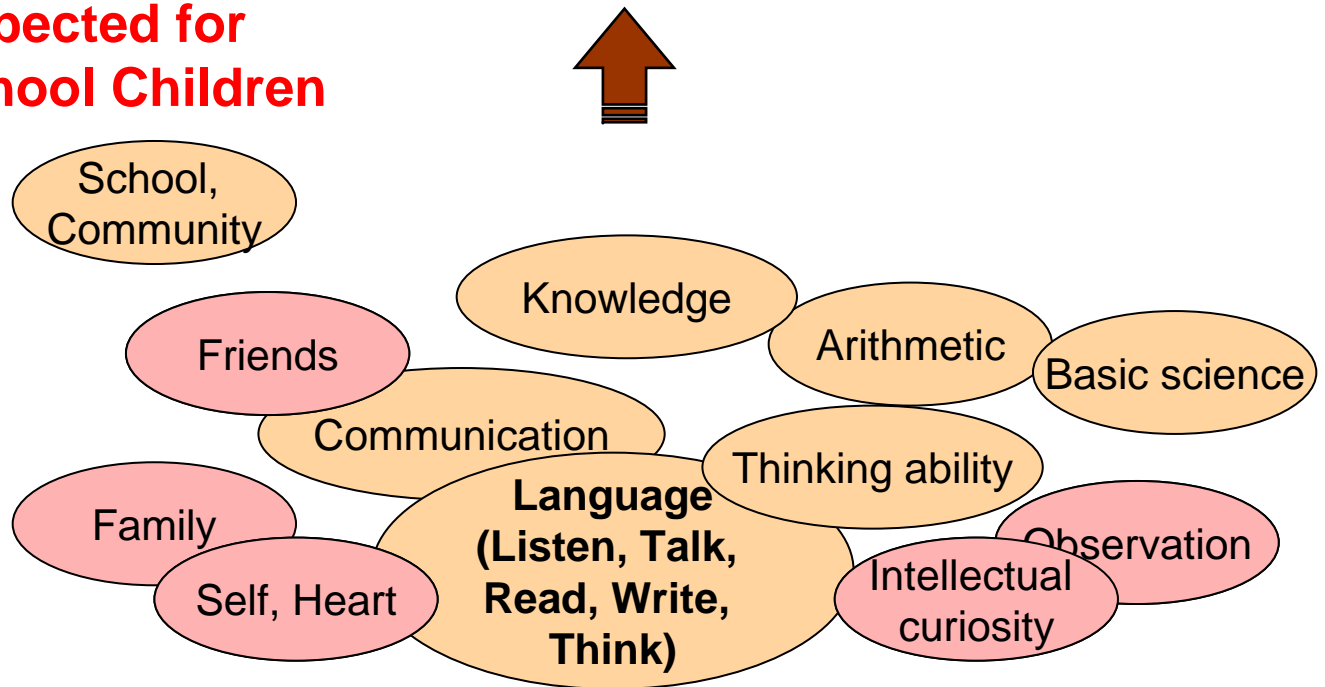 pected for
hool Children
School,
Community
Knowledge
Friends
Arithmetic
Basic science
Communication
Thinking ability
Language
(Listen, Talk,
Read, Write,
Think)
Family
Self, Heart
Observation
Intellectual
curiosity